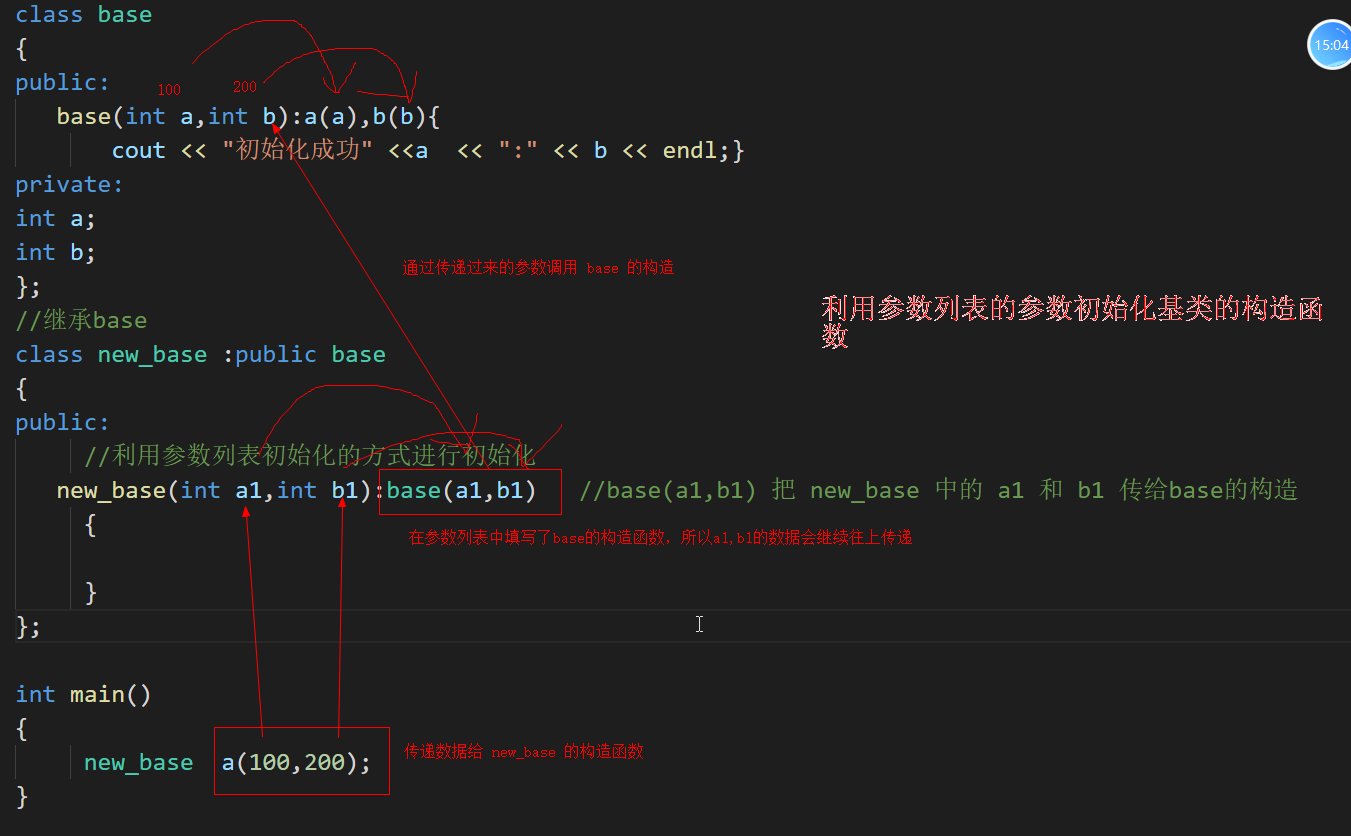 class base
{
15:04
public:
100
200
base(int a,int b):a(a),b(b){
cout << "初始化成功" <<a  << ":" << b << endl;}
private:
int a;
int b;
通过传递过来的参数调用 base 的构造
};
利用参数列表的参数初始化基类的构造函
数
//继承base
class new_base :public base
{
public:
//利用参数列表初始化的方式进行初始化
new_base(int a1,int b1):base(a1,b1)   //base(a1,b1) 把 new_base 中的 a1 和 b1 传给base的构造
{
在参数列表中填写了base的构造函数，所以a1,b1的数据会继续往上传递
}
};
int main()
{
传递数据给 new_base 的构造函数
new_base  a(100,200);
}